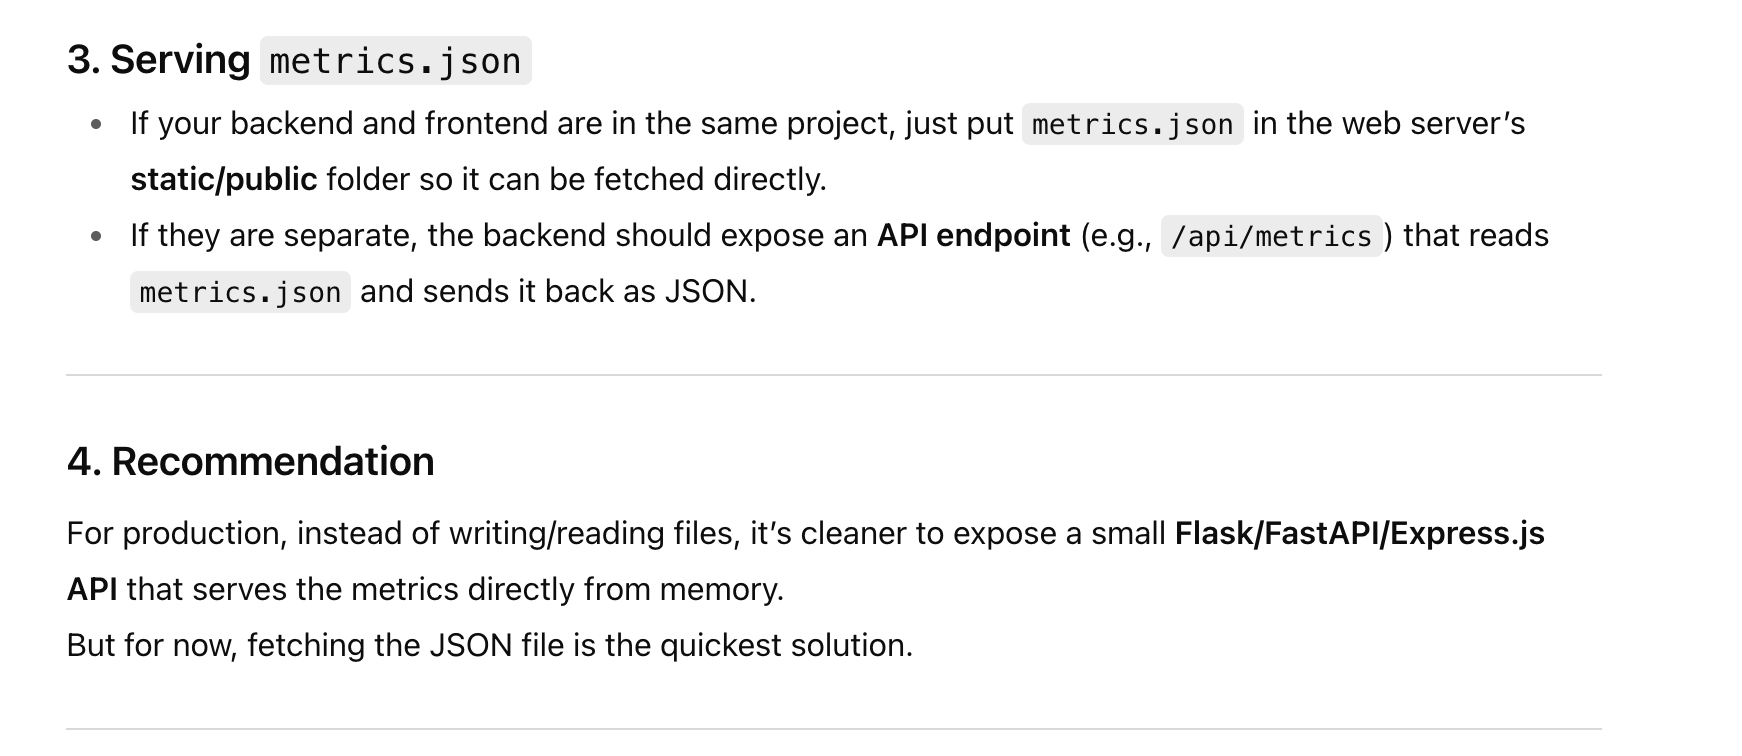 3. Serving metrics.json
• If your backend and frontend are in the same project, just put metrics.json in the web server’s
static/public folder so it can be fetched directly.
• If they are separate, the backend should expose an API endpoint (e.g., /api/metrics) that reads
metrics.json and sends it back as JSON.
4. Recommendation
For production, instead of writing/reading files, it’s cleaner to expose a small Flask/FastAPI/Express.js
API that serves the metrics directly from memory.
But for now, fetching the JSON file is the quickest solution.